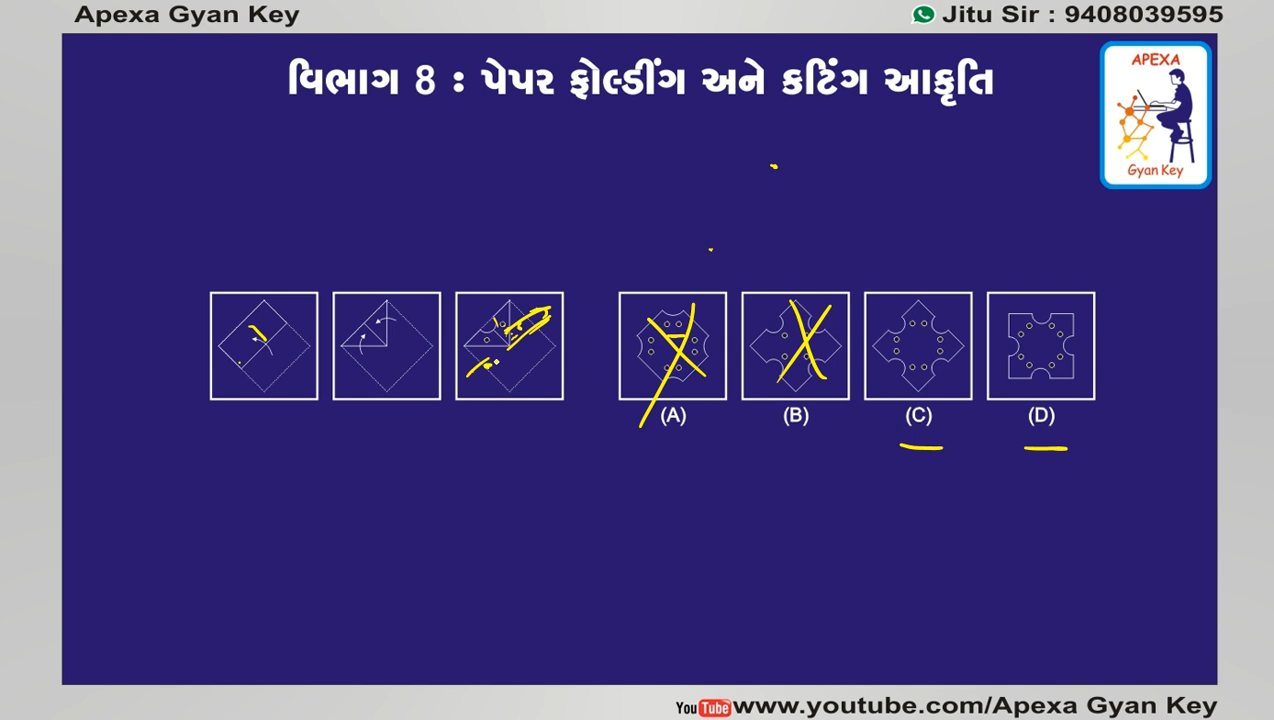 Apexa Gyan Key
Jitu Sir : 9408039595
વિભાગ 8 : પેપર ફોલ્ડીંગ અને કટિંગ આકૃતિ
APEXA
Gyan Key
(A) (B) (C) (D)
YouTube www.youtube.com/Apexa Gyan Key